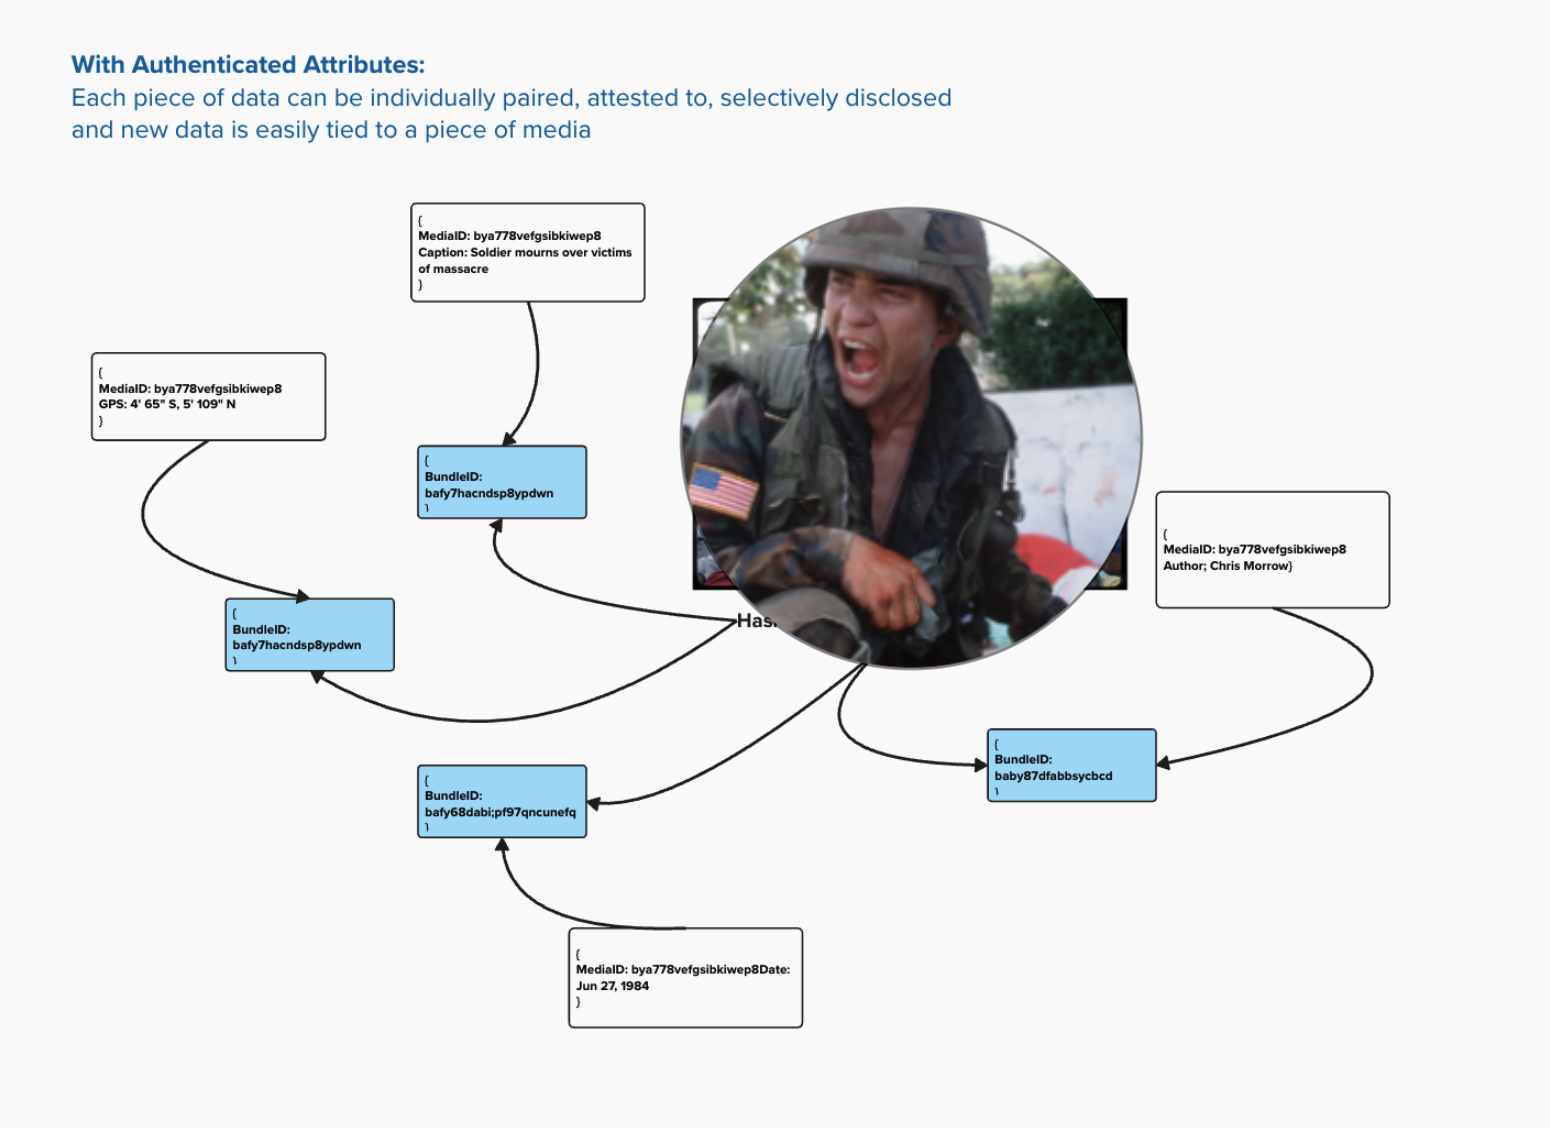 With Authenticated Attributes:
Each piece of data can be individually paired, attested to, selectively disclosed
and new data is easily tied to a piece of media
{
MediaID: bya778vefgsibkiwep8
Caption: Soldier mourns over victims
of massacre
}
{
MediaID: bya778vefgsibkiwep8
GPS: 4' 65" S, 5' 109" N
}
{
BundleID:
bafy7hacndsp8ypdwn
}
{
MediaID: bya778vefgsibkiwep8
Author; Chris Morrow}
{
BundleID:
bafy7hacndsp8ypdwn
}
{
BundleID:
baby87dfabbsycbcd
}
{
BundleID:
bafy68dabi;pf97qncunefq
}
{
MediaID: bya778vefgsibkiwep8Date:
Jun 27, 1984
}